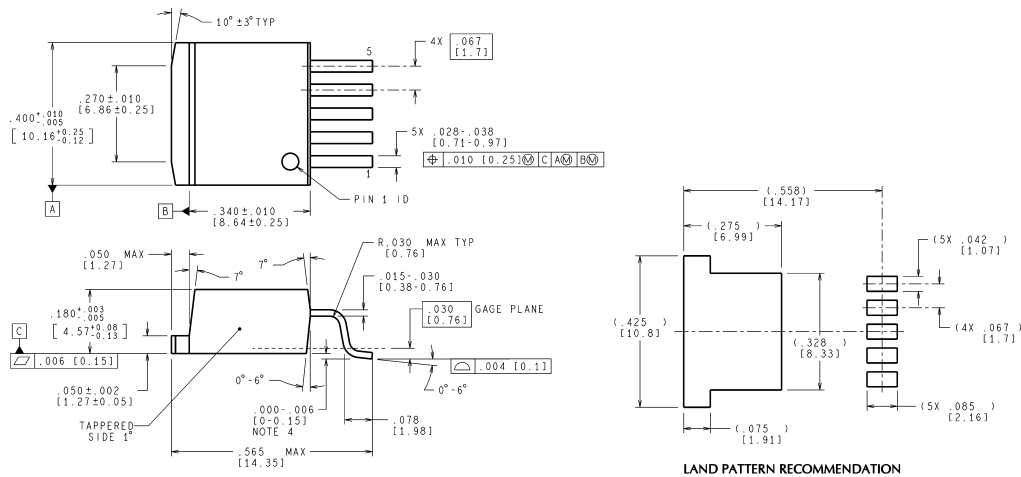 10° ±3° TYP
5
4X .067
[1.7]
.270±.010
[6.86±0.25]
.400+.010
-.005
[ 10.16+0.25
-0.12 ]
5X .028-.038
[0.71-0.97]
⌖ .010 [0.25]Ⓜ C AⓂ BⓂ
1
PIN 1 ID
A
B
.340±.010
[8.64±0.25]
.050 MAX
[1.27]
7°
7°
R.030 MAX TYP
[0.76]
.015-.030
[0.38-0.76]
.180+.003
-.005
[ 4.57+0.08
-0.13 ]
.030
[0.76]
GAGE PLANE
C
⏥ .006 [0.15]
⌓ .004 [0.1]
0°-6°
0°-6°
.050±.002
[1.27±0.05]
.000-.006
[0-0.15]
NOTE 4
.078
[1.98]
TAPPERED
SIDE 1°
.565 MAX
[14.35]
(.558)
[14.17]
(.275 )
[6.99]
(5X .042 )
[1.07]
(.425 )
[10.8]
(.328 )
[8.33]
(4X .067 )
[1.7]
(.075 )
[1.91]
(5X .085 )
[2.16]
LAND PATTERN RECOMMENDATION